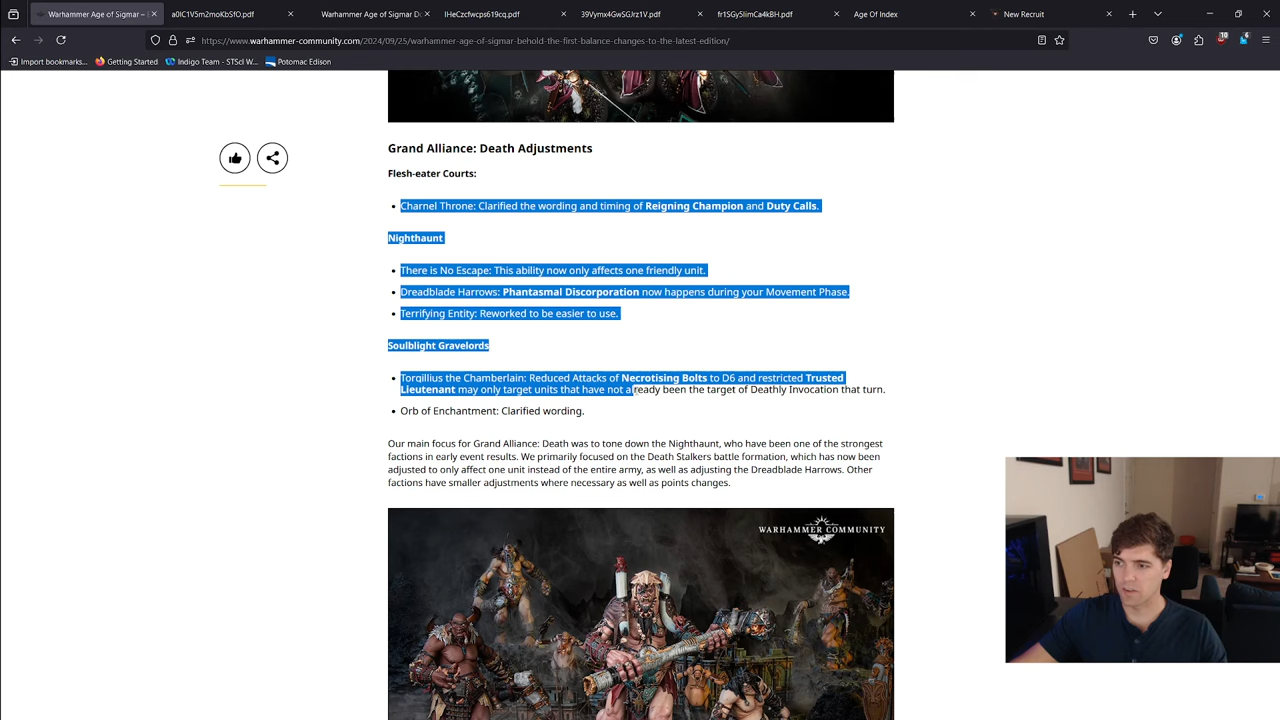 Warhammer Age of Sigmar –
a0IC1V5m2moKbSfO.pdf
Warhammer Age of Sigmar D
IHeCzcfwcps619cq.pdf
39Vymx4GwSGJrz1V.pdf
fr1SGy5limCa4kBH.pdf
Age Of Index
New Recruit
https://www.warhammer-community.com/2024/09/25/warhammer-age-of-sigmar-behold-the-first-balance-changes-to-the-latest-edition/
10
6
Import bookmarks...
Getting Started
Indigo Team - STScI W...
Potomac Edison
Grand Alliance: Death Adjustments
Flesh-eater Courts:
• Charnel Throne: Clarified the wording and timing of Reigning Champion and Duty Calls.
Nighthaunt
• There is No Escape: This ability now only affects one friendly unit.
• Dreadblade Harrows: Phantasmal Discorporation now happens during your Movement Phase.
• Terrifying Entity: Reworked to be easier to use.
Soulblight Gravelords
• Torgillius the Chamberlain: Reduced Attacks of Necrotising Bolts to D6 and restricted Trusted
Lieutenant may only target units that have not already been the target of Deathly Invocation that turn.
• Orb of Enchantment: Clarified wording.
Our main focus for Grand Alliance: Death was to tone down the Nighthaunt, who have been one of the strongest
factions in early event results. We primarily focused on the Death Stalkers battle formation, which has now been
adjusted to only affect one unit instead of the entire army, as well as adjusting the Dreadblade Harrows. Other
factions have smaller adjustments where necessary as well as points changes.
WARHAMMER COMMUNITY